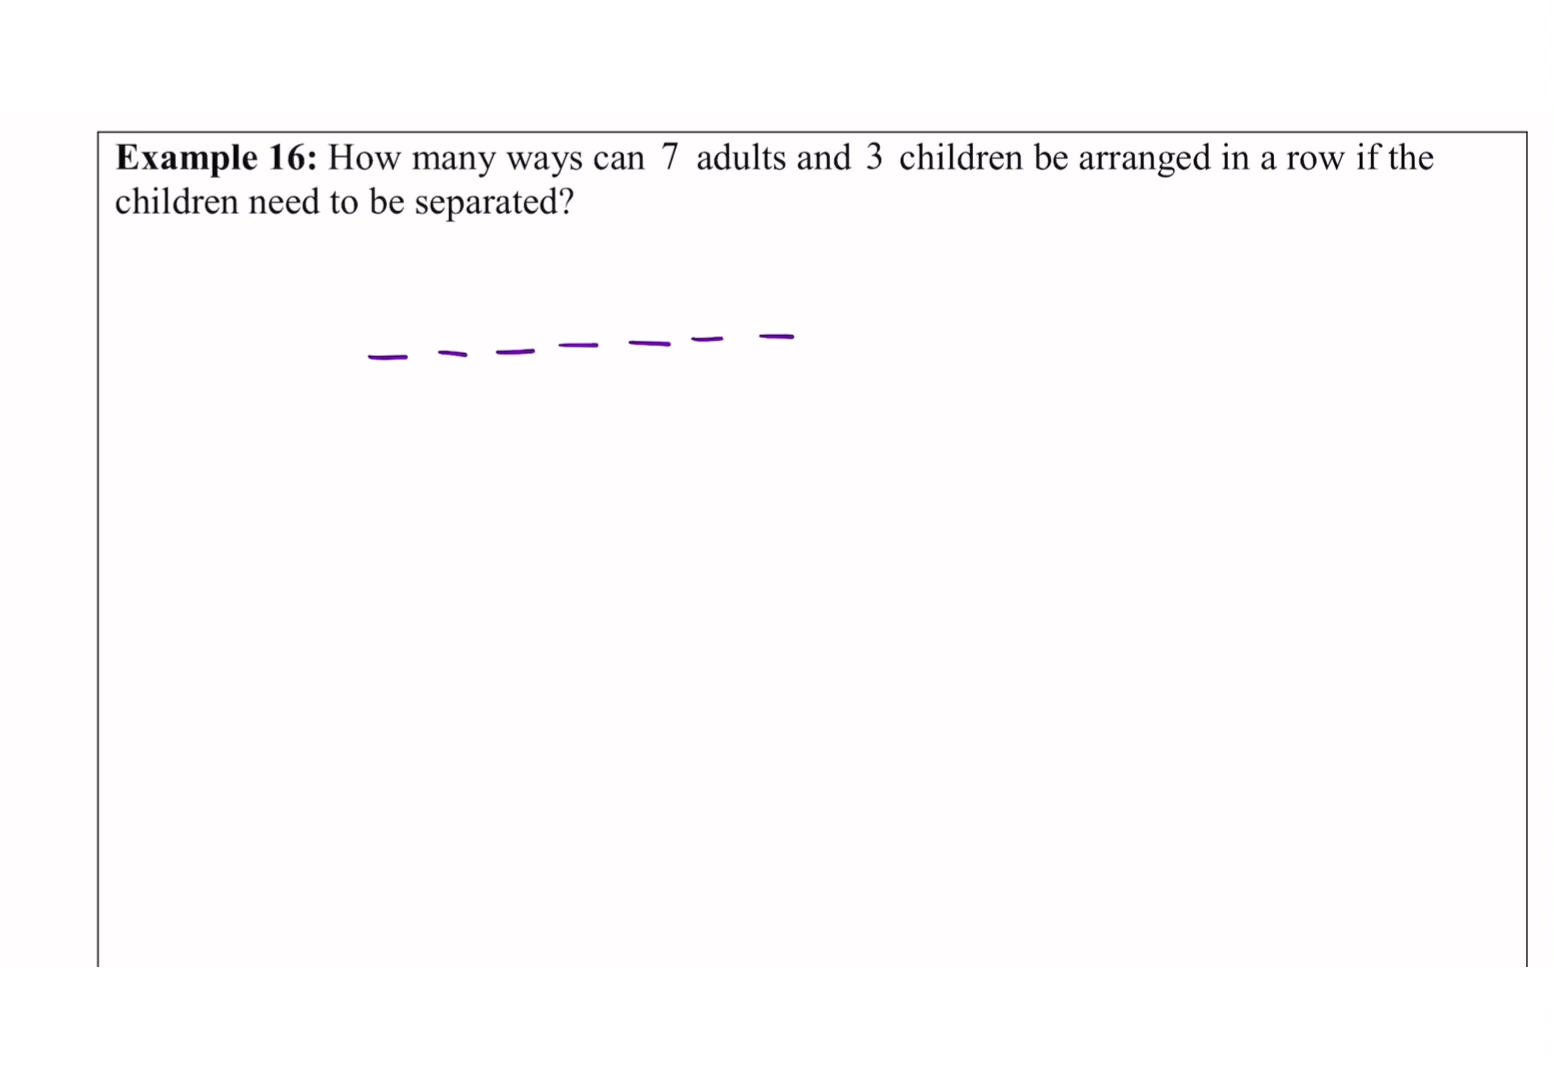 Example 16: How many ways can 7 adults and 3 children be arranged in a row if the
children need to be separated?